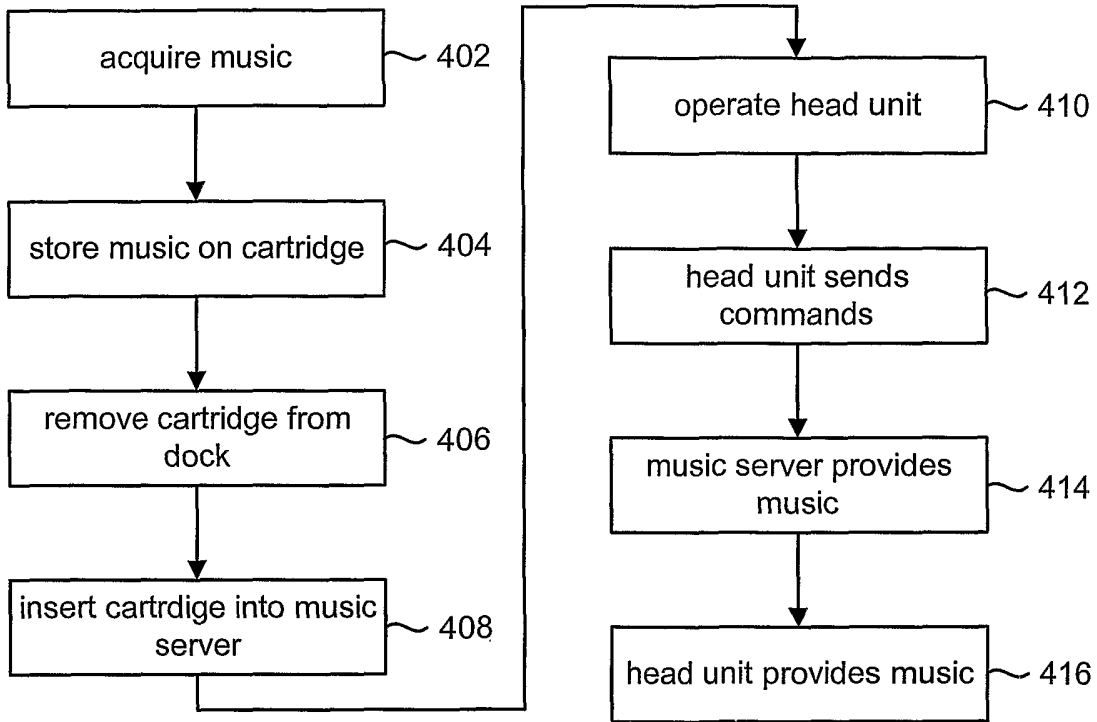 acquire music
402
store music on cartridge
404
remove cartridge from
dock
406
insert cartrdige into music
server
408
operate head unit
410
head unit sends
commands
412
music server provides
music
414
head unit provides music
416